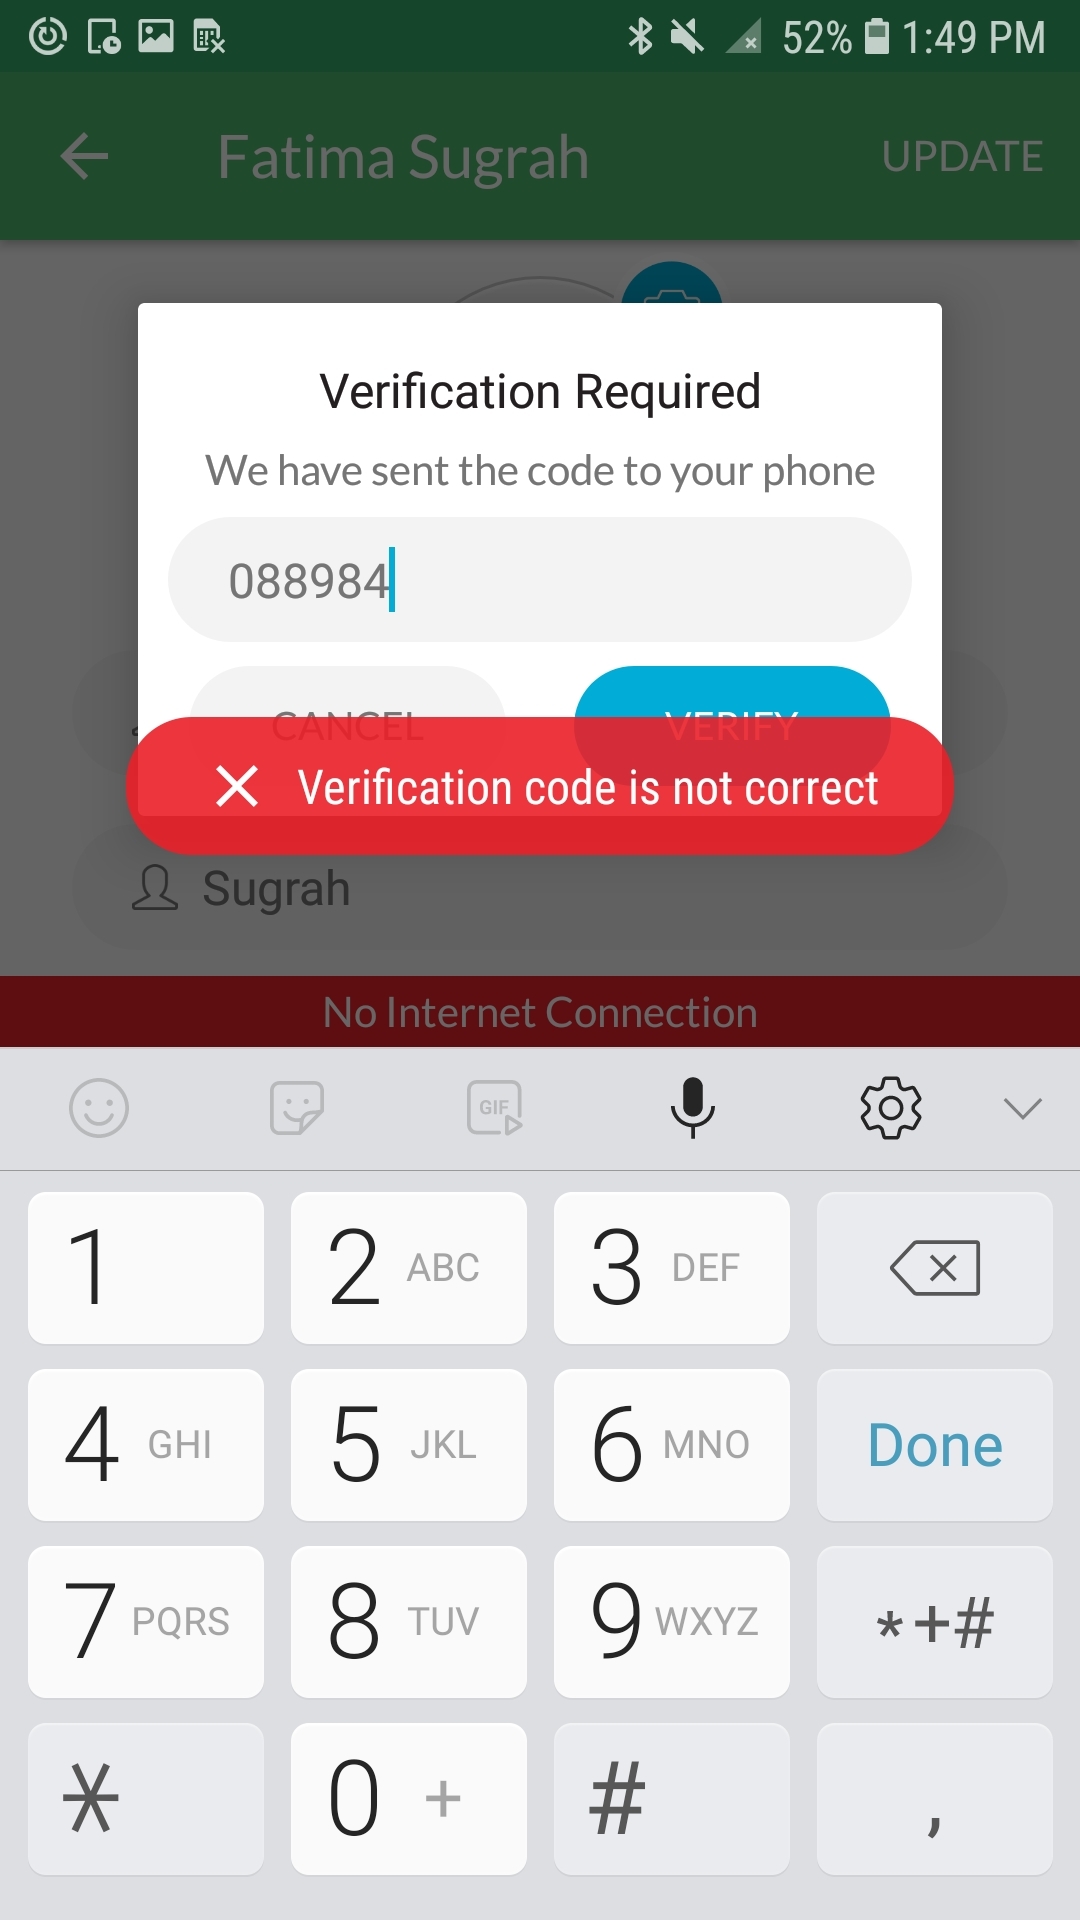 52% 1:49 PM
Fatima Sugrah UPDATE
Verification Required
We have sent the code to your phone
088984
CANCEL VERIFY
Verification code is not correct
Sugrah
No Internet Connection
GIF
1 2 ABC 3 DEF
4 GHI 5 JKL 6 MNO Done
7 PQRS 8 TUV 9 WXYZ *+#
* 0 + # ,